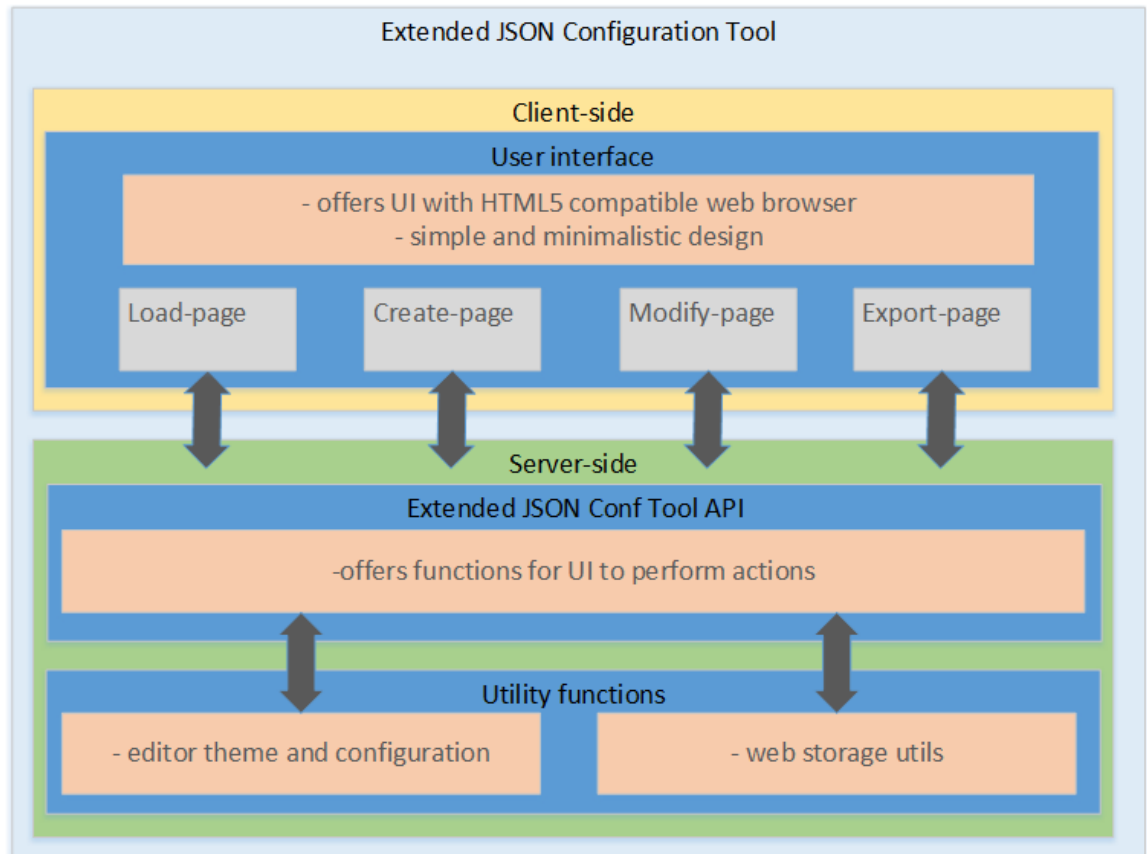 Extended JSON Configuration Tool
Client-side
User interface
- offers UI with HTML5 compatible web browser
- simple and minimalistic design
Load-page
Create-page
Modify-page
Export-page
Server-side
Extended JSON Conf Tool API
-offers functions for UI to perform actions
Utility functions
- editor theme and configuration
- web storage utils